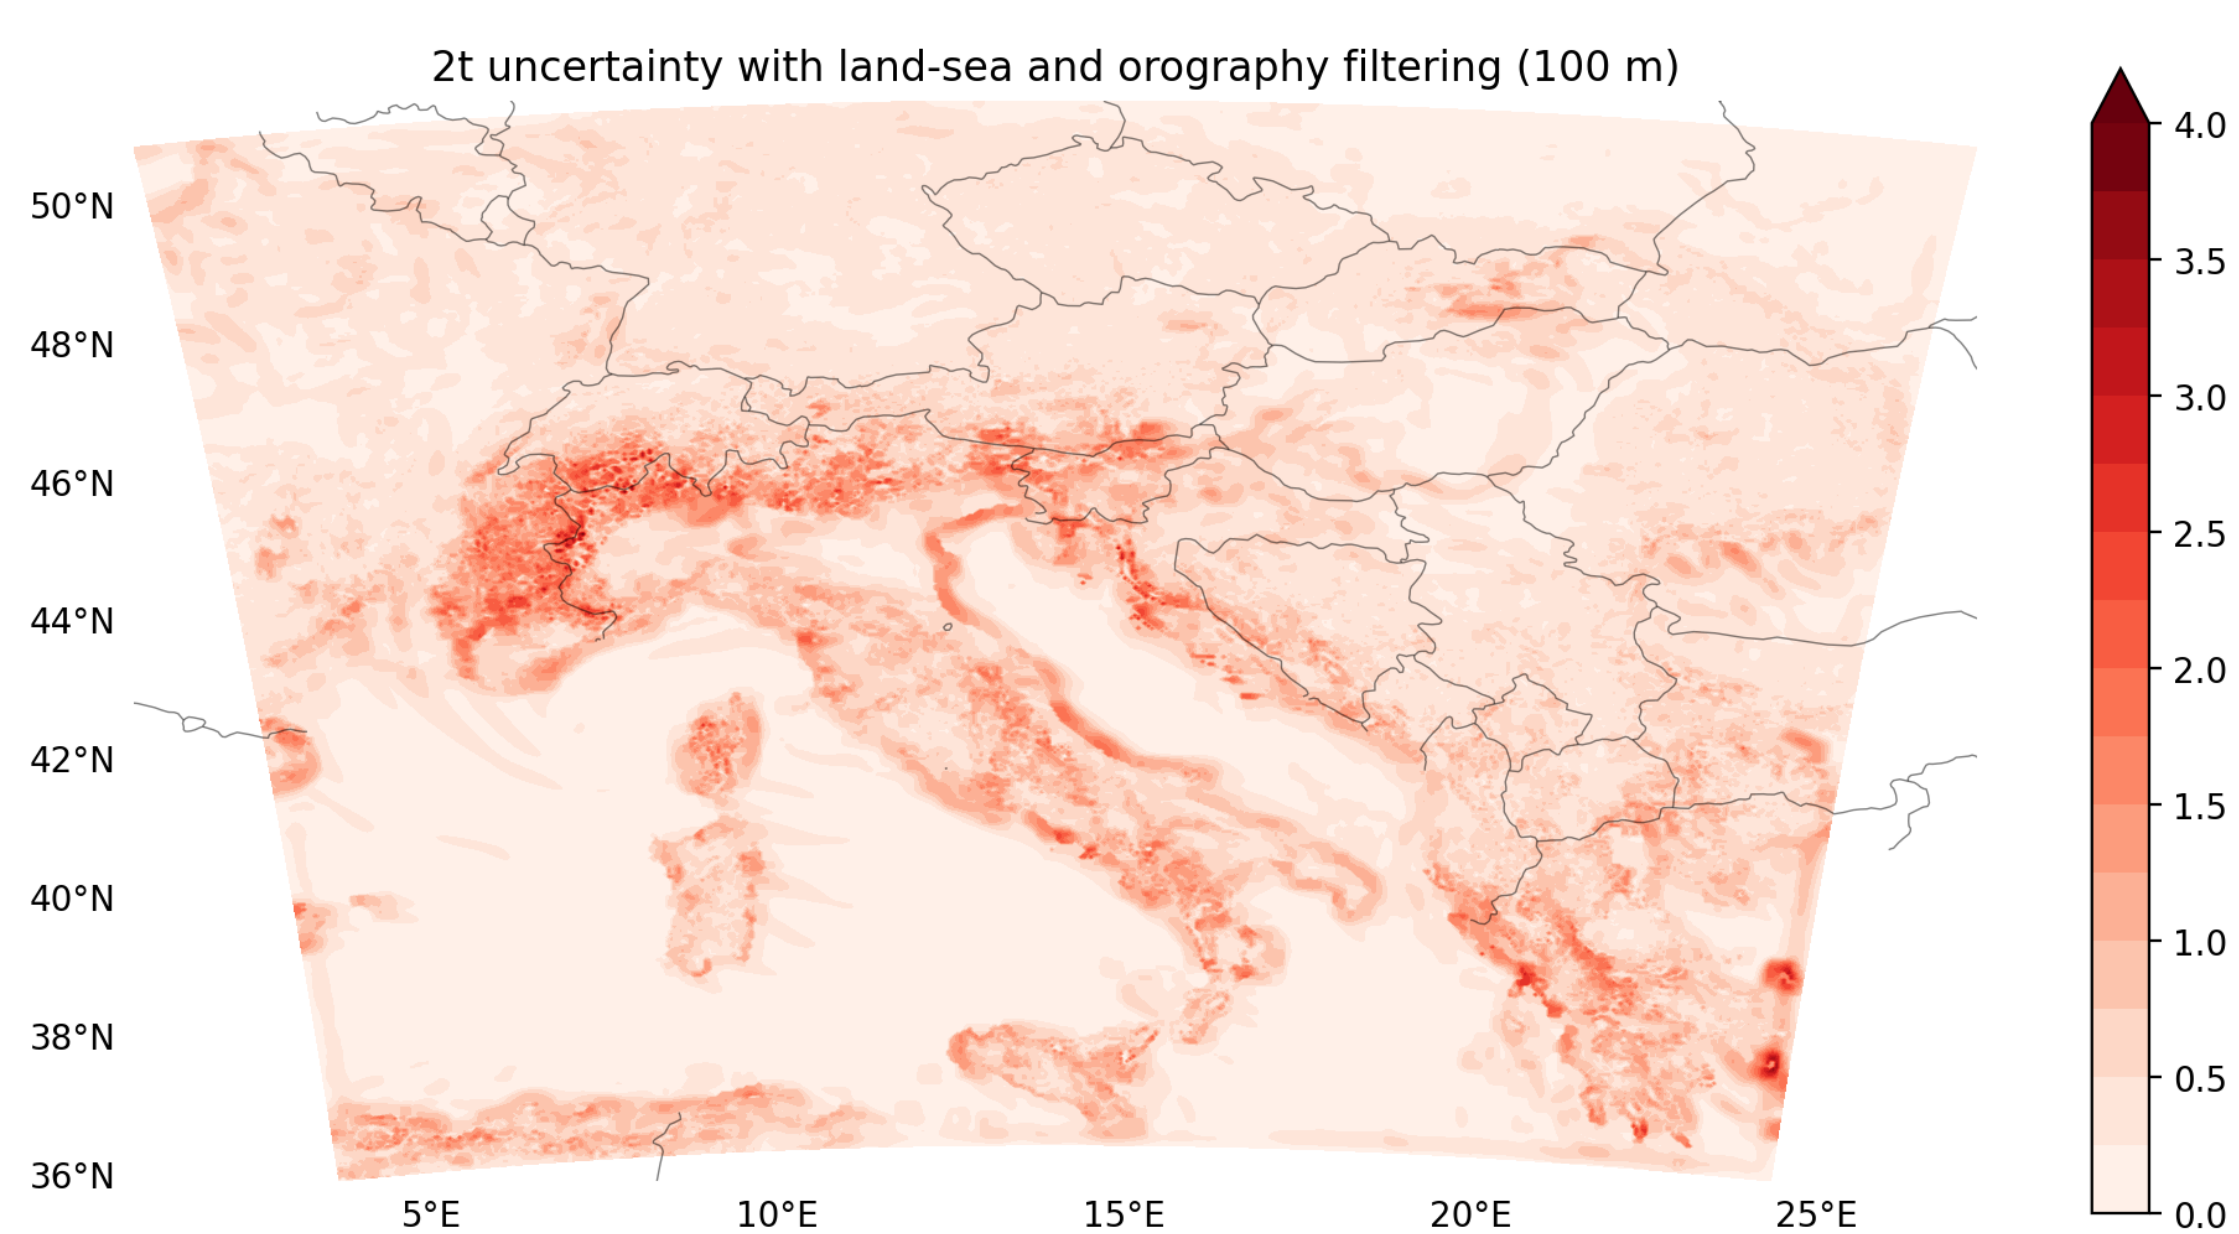 2t uncertainty with land-sea and orography filtering (100 m)
50°N
48°N
46°N
44°N
42°N
40°N
38°N
36°N
5°E
10°E
15°E
20°E
25°E
4.0
3.5
3.0
2.5
2.0
1.5
1.0
0.5
0.0